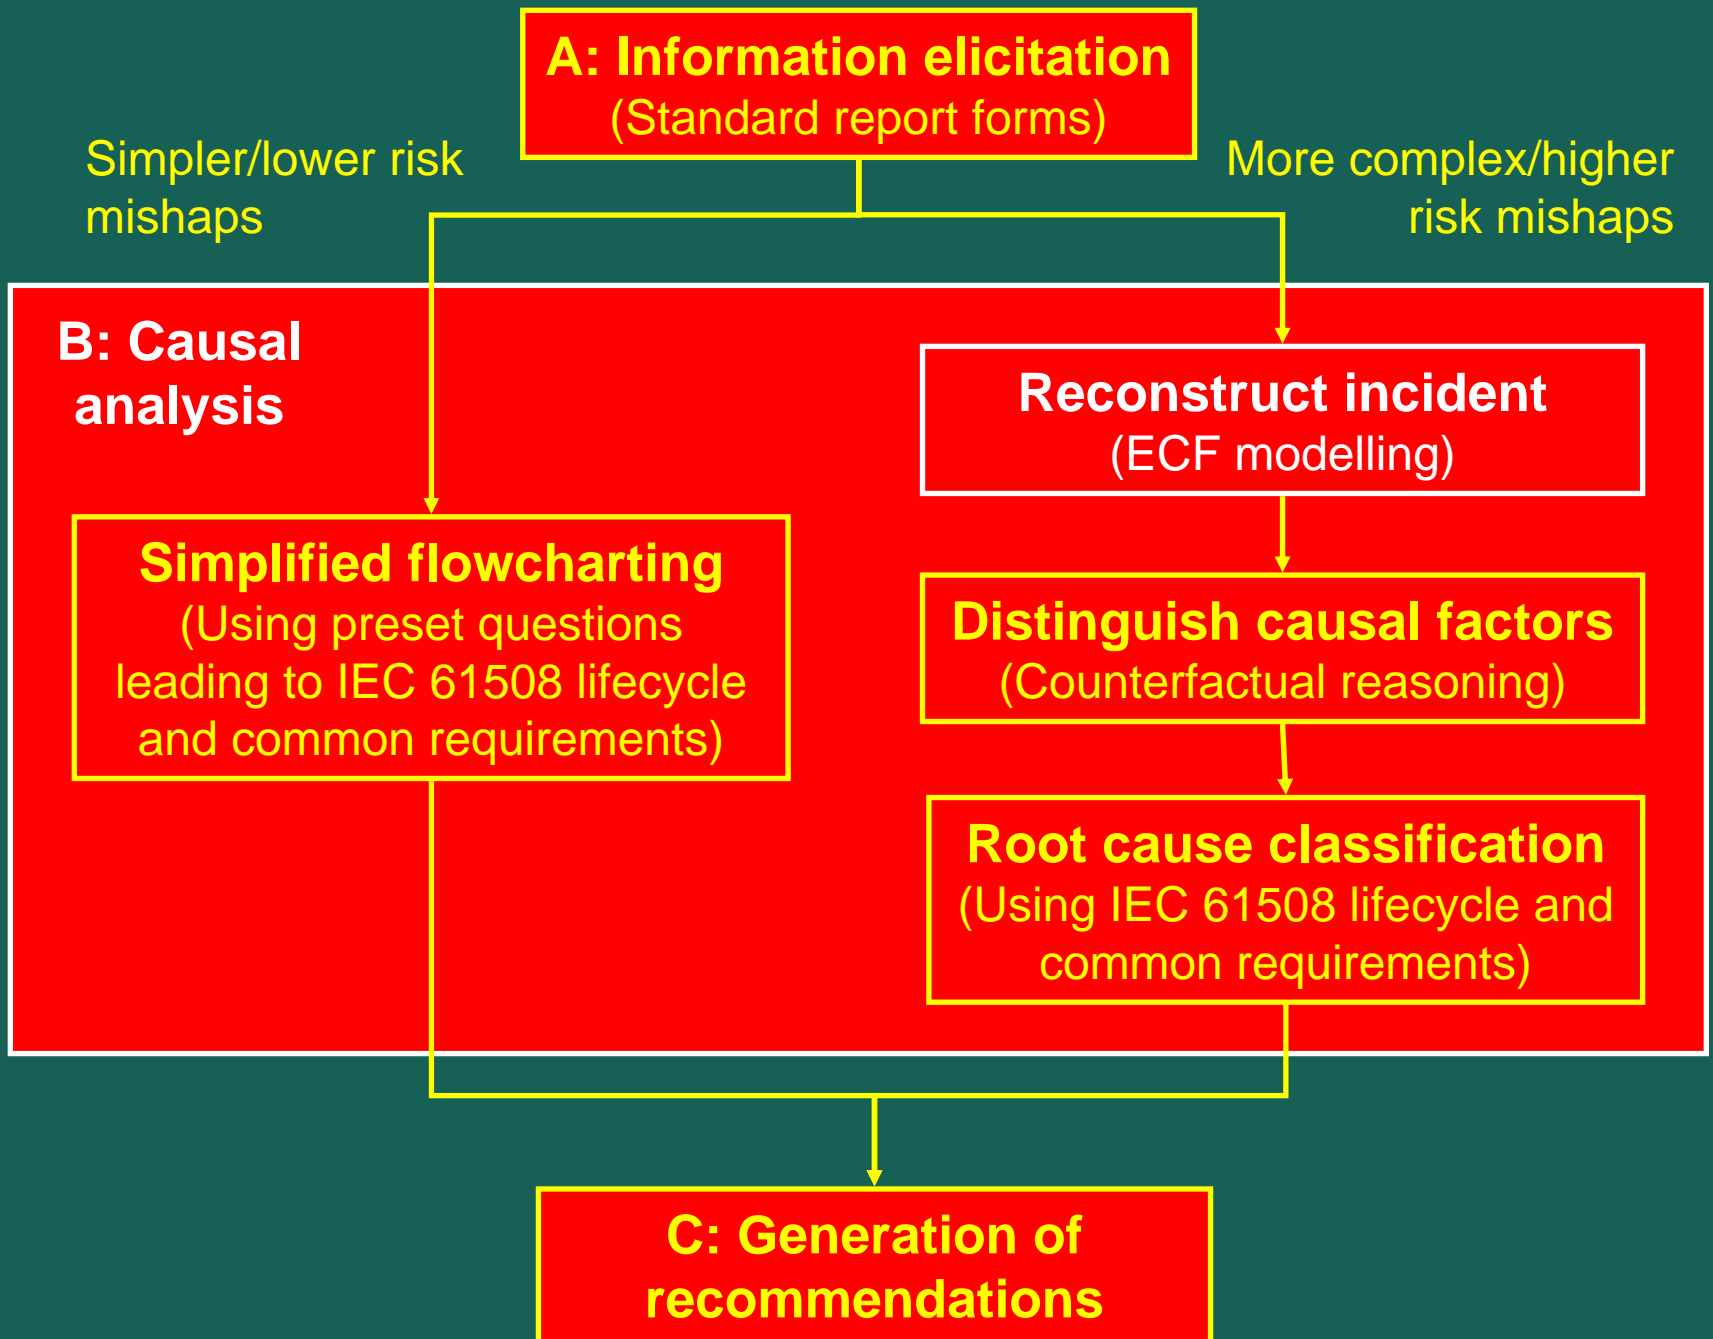 A: Information elicitation
(Standard report forms)
Simpler/lower risk
mishaps
More complex/higher
risk mishaps
B: Causal
analysis
Reconstruct incident
(ECF modelling)
Simplified flowcharting
(Using preset questions
leading to IEC 61508 lifecycle
and common requirements)
Distinguish causal factors
(Counterfactual reasoning)
Root cause classification
(Using IEC 61508 lifecycle and
common requirements)
C: Generation of
recommendations